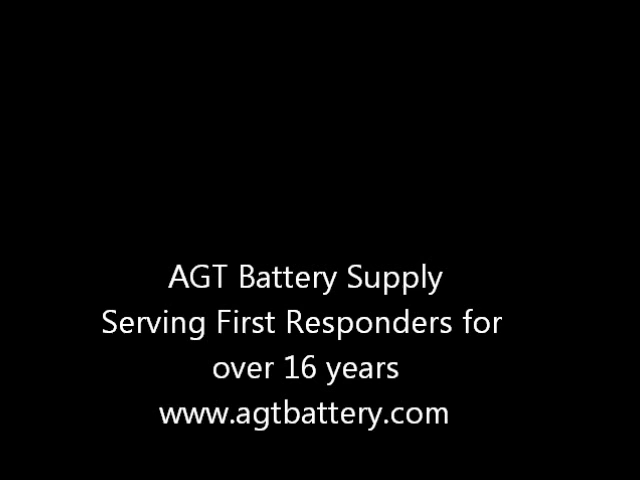 AGT Battery Supply
Serving First Responders for
over 16 years
www.agtbattery.com